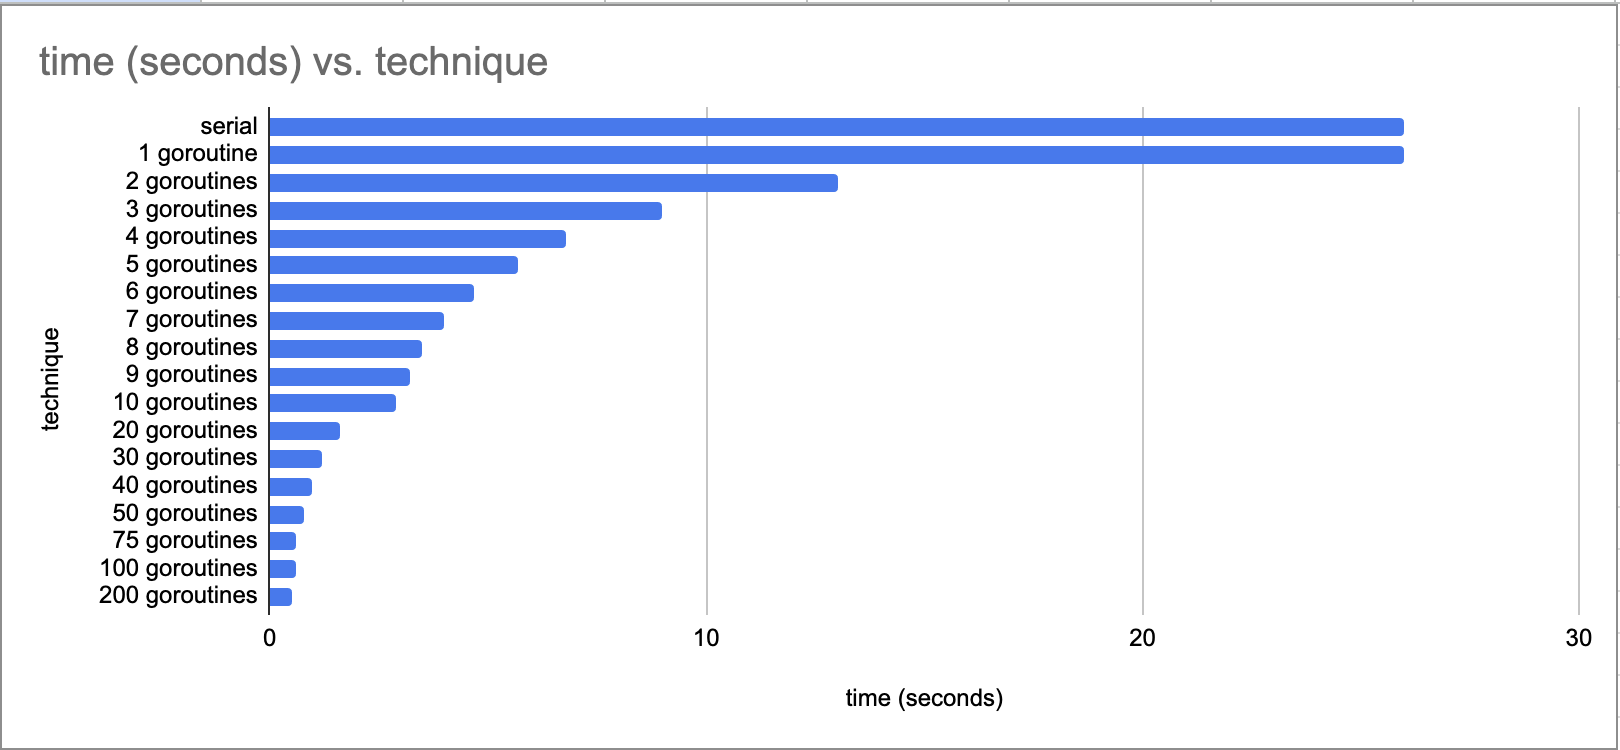 time (seconds) vs. technique
serial
1 goroutine
2 goroutines
3 goroutines
4 goroutines
5 goroutines
6 goroutines
7 goroutines
8 goroutines
9 goroutines
10 goroutines
20 goroutines
30 goroutines
40 goroutines
50 goroutines
75 goroutines
100 goroutines
200 goroutines
technique
0 10 20 30
time (seconds)